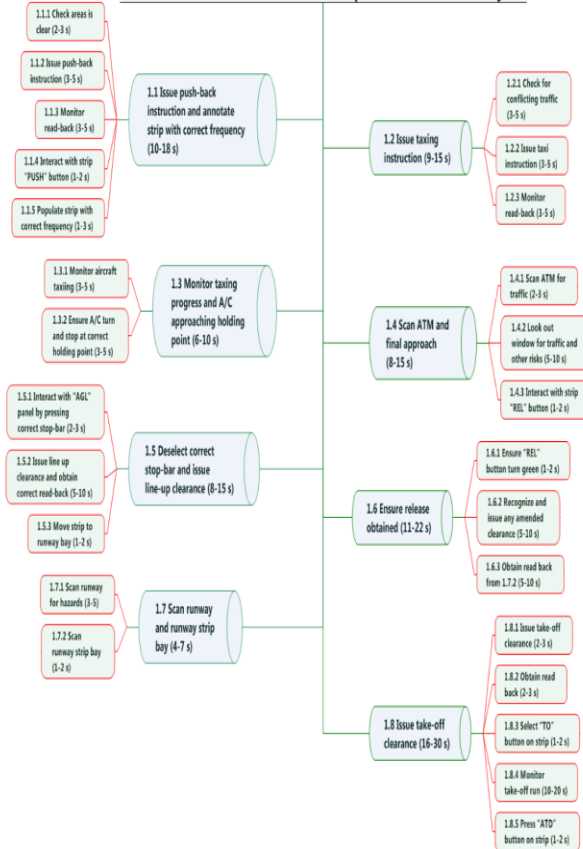 1.1.1 Check areas is
clear (2-3 s)
1.1.2 Issue push-back
instruction (3-5 s)
1.1.3 Monitor
read-back (3-5 s)
1.1.4 Interact with strip
"PUSH" button (1-2 s)
1.1.5 Populate strip with
correct frequency (1-3 s)
1.1 Issue push-back
instruction and annotate
strip with correct frequency
(10-18 s)
1.2 Issue taxing
instruction (9-15 s)
1.2.1 Check for
conflicting traffic
(3-5 s)
1.2.2 Issue taxi
instruction (3-5 s)
1.2.3 Monitor
read-back (3-5 s)
1.3.1 Monitor aircraft
taxiing (3-5 s)
1.3.2 Ensure A/C turn
and stop at correct
holding point (3-5 s)
1.3 Monitor taxing
progress and A/C
approaching holding
point (6-10 s)
1.4 Scan ATM and
final approach
(8-15 s)
1.4.1 Scan ATM for
traffic (2-3 s)
1.4.2 Look out
window for traffic and
other risks (5-10 s)
1.4.3 Interact with strip
"REL" button (1-2 s)
1.5.1 Interact with "AGL"
panel by pressing
correct stop-bar (2-3 s)
1.5.2 Issue line up
clearance and obtain
correct read-back (5-10 s)
1.5.3 Move strip to
runway bay (1-2 s)
1.5 Deselect correct
stop-bar and issue
line-up clearance (8-15 s)
1.6 Ensure release
obtained (11-22 s)
1.6.1 Ensure "REL"
button turn green (1-2 s)
1.6.2 Recognize and
issue any amended
clearance (5-10 s)
1.6.3 Obtain read back
from 1.7.2 (5-10 s)
1.7.1 Scan runway
for hazards (3-5)
1.7.2 Scan
runway strip bay
(1-2 s)
1.7 Scan runway
and runway strip
bay (4-7 s)
1.8 Issue take-off
clearance (16-30 s)
1.8.1 Issue take-off
clearance (2-3 s)
1.8.2 Obtain read
back (2-3 s)
1.8.3 Select "TO"
button on strip (1-2 s)
1.8.4 Monitor
take-off run (10-20 s)
1.8.5 Press "ATD"
button on strip (1-2 s)